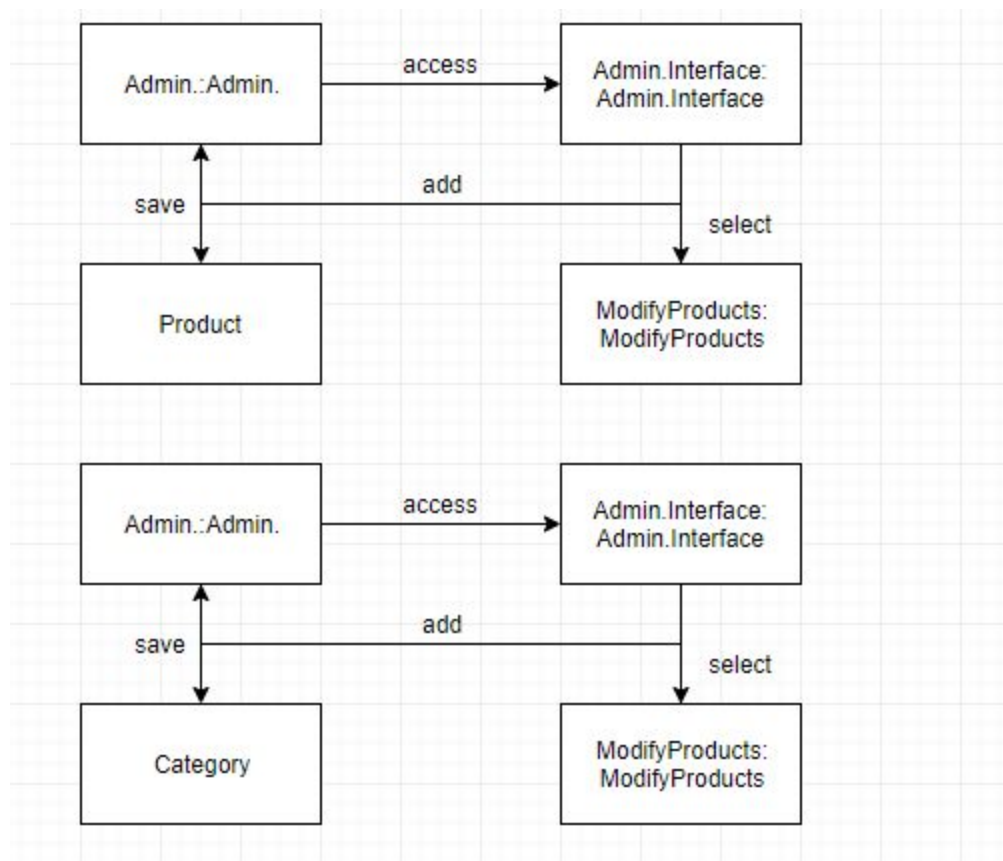 Admin.:Admin.
access
Admin.Interface:
Admin.Interface
add
save
select
Product
ModifyProducts:
ModifyProducts
Admin.:Admin.
access
Admin.Interface:
Admin.Interface
add
save
select
Category
ModifyProducts:
ModifyProducts